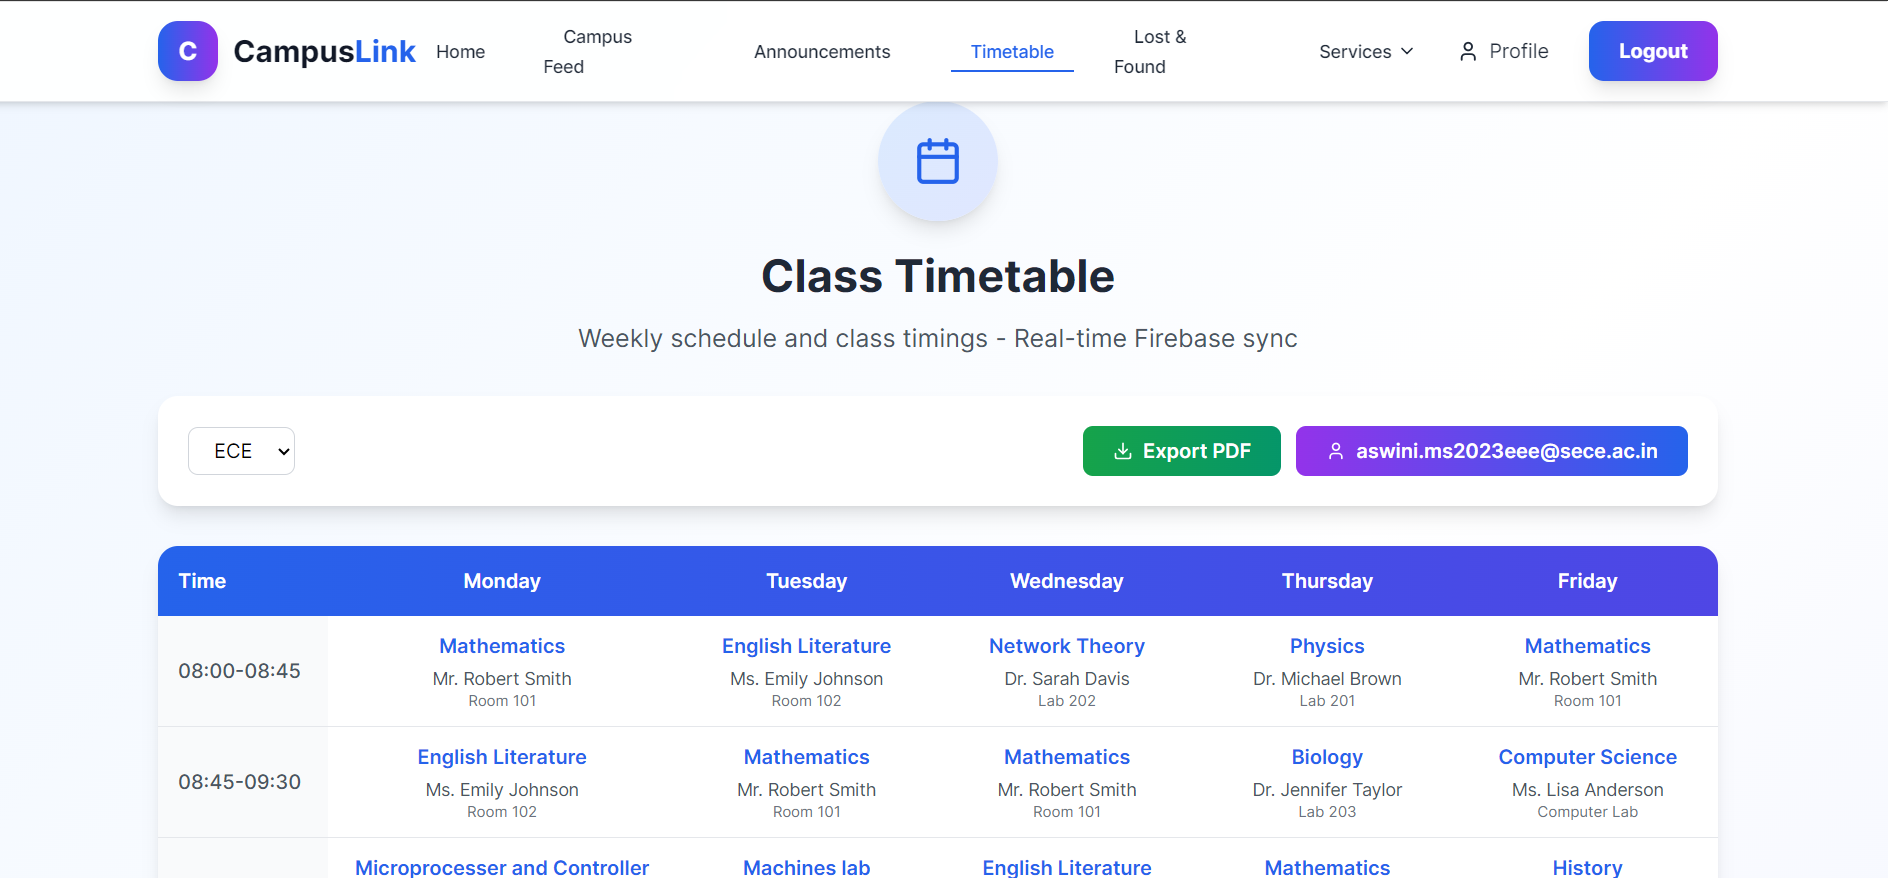 C CampusLink Home Campus Feed Announcements Timetable Lost & Found Services Profile Logout
Class Timetable
Weekly schedule and class timings - Real-time Firebase sync
ECE Export PDF aswini.ms2023eee@sece.ac.in
Time Monday Tuesday Wednesday Thursday Friday
Mathematics English Literature Network Theory Physics Mathematics
08:00-08:45 Mr. Robert Smith Ms. Emily Johnson Dr. Sarah Davis Dr. Michael Brown Mr. Robert Smith
Room 101 Room 102 Lab 202 Lab 201 Room 101
English Literature Mathematics Mathematics Biology Computer Science
08:45-09:30 Ms. Emily Johnson Mr. Robert Smith Mr. Robert Smith Dr. Jennifer Taylor Ms. Lisa Anderson
Room 102 Room 101 Room 101 Lab 203 Computer Lab
Microprocesser and Controller Machines lab English Literature Mathematics History